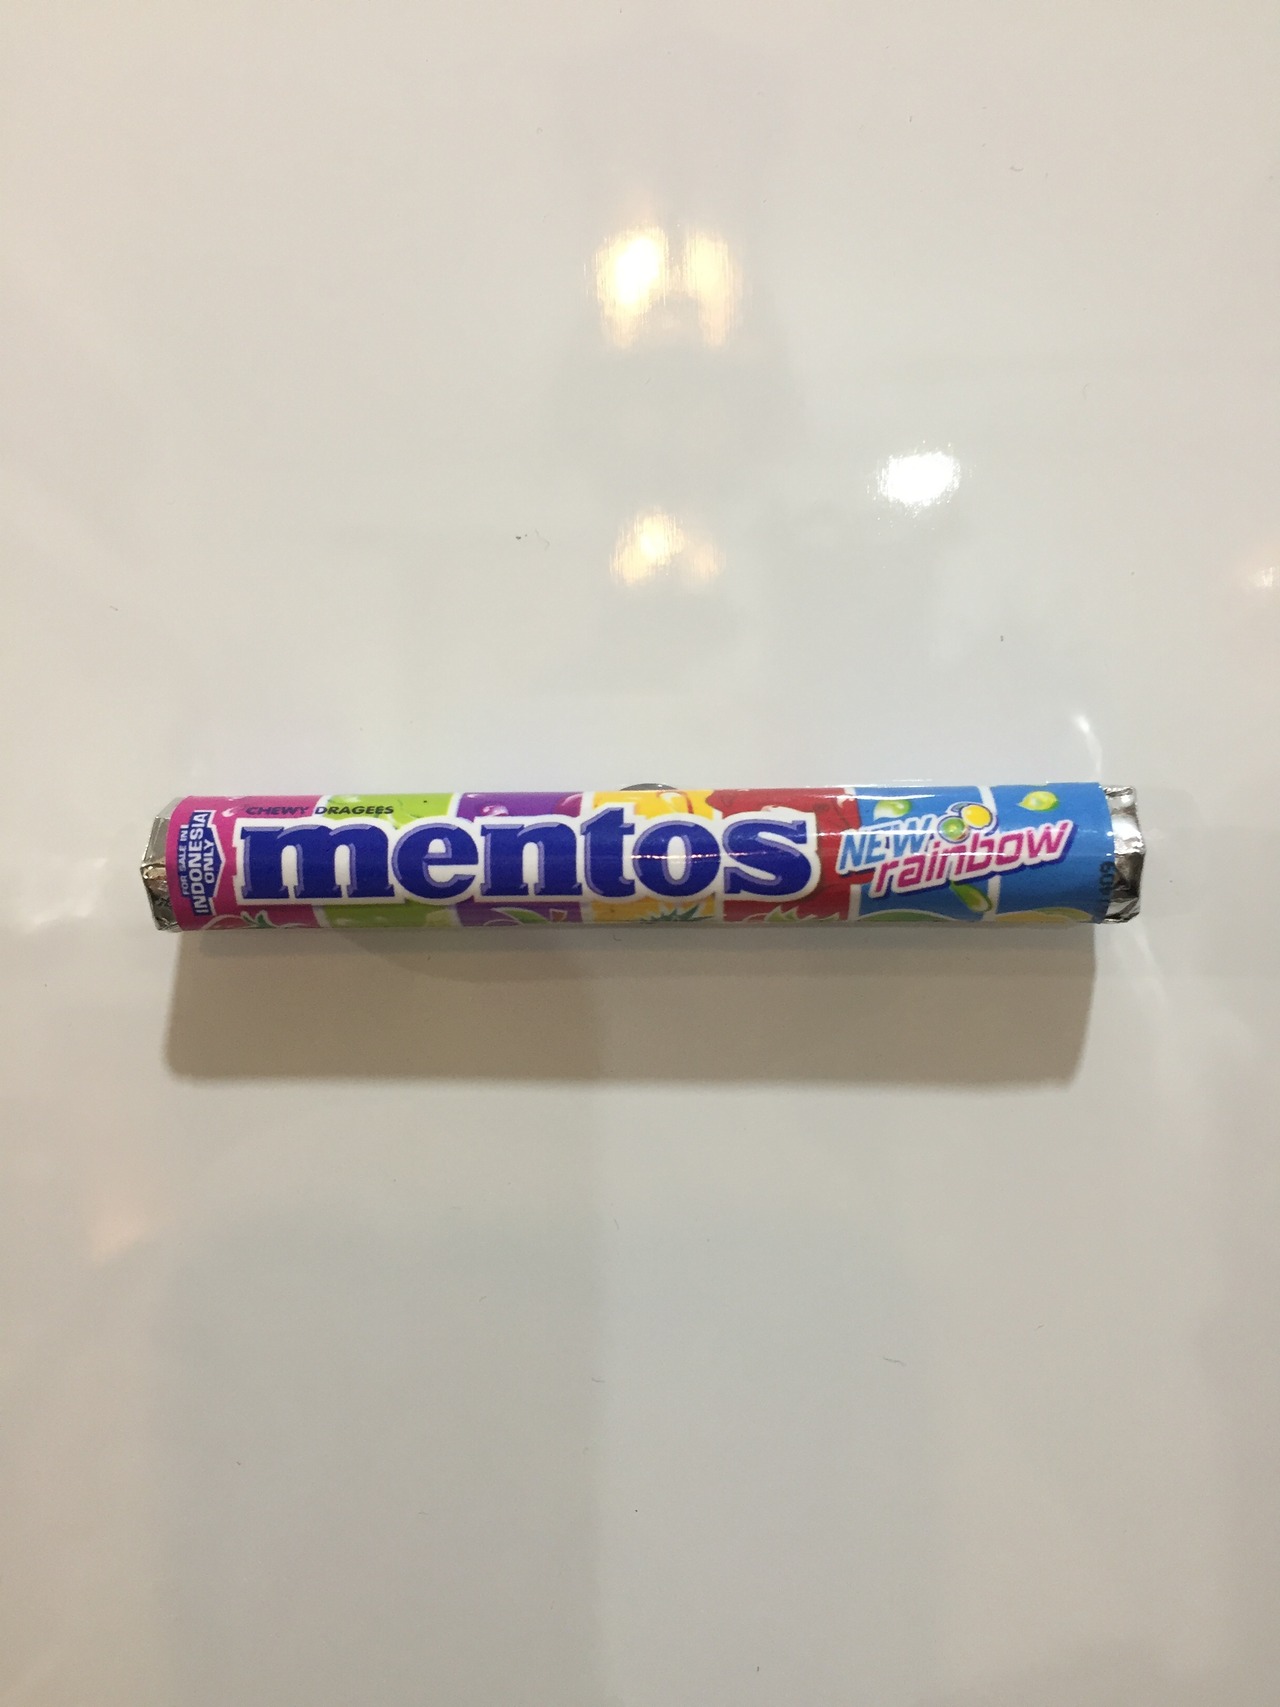 FOR SALE IN
INDONESIA
ONLY
CHEWY DRAGEES
mentos
NEW
rainbow